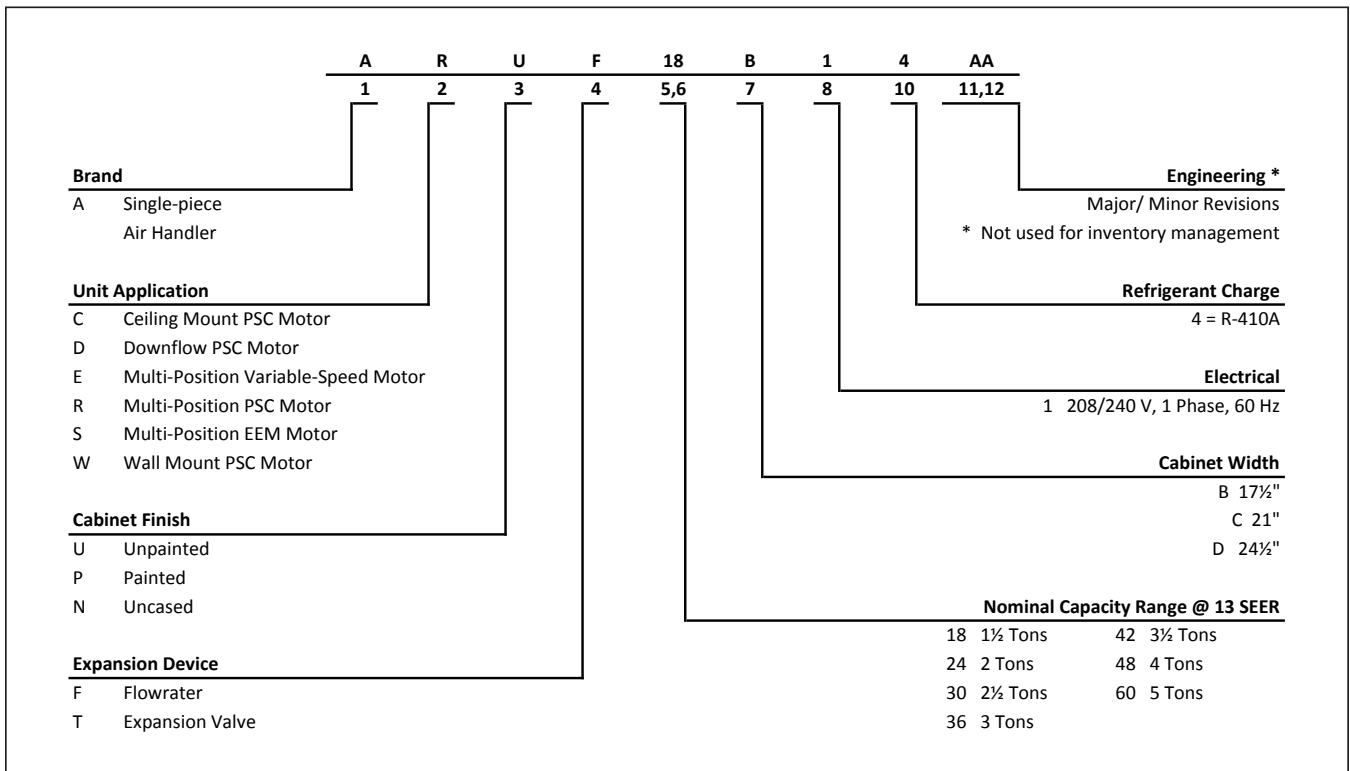 A R U F 18 B 1 4 AA
1 2 3 4 5,6 7 8 10 11,12
Brand
A Single-piece
Air Handler
Unit Application
C Ceiling Mount PSC Motor
D Downflow PSC Motor
E Multi-Position Variable-Speed Motor
R Multi-Position PSC Motor
S Multi-Position EEM Motor
W Wall Mount PSC Motor
Cabinet Finish
U Unpainted
P Painted
N Uncased
Expansion Device
F Flowrater
T Expansion Valve
Engineering *
Major/ Minor Revisions
* Not used for inventory management
Refrigerant Charge
4 = R-410A
Electrical
1 208/240 V, 1 Phase, 60 Hz
Cabinet Width
B 17½"
C 21"
D 24½"
Nominal Capacity Range @ 13 SEER
18 1½ Tons 42 3½ Tons
24 2 Tons 48 4 Tons
30 2½ Tons 60 5 Tons
36 3 Tons